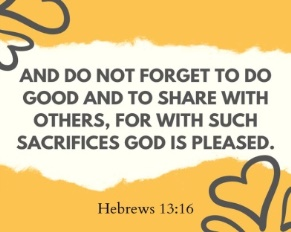 AND DO NOT FORGET TO DO
GOOD AND TO SHARE WITH
OTHERS, FOR WITH SUCH
SACRIFICES GOD IS PLEASED.
Hebrews 13:16